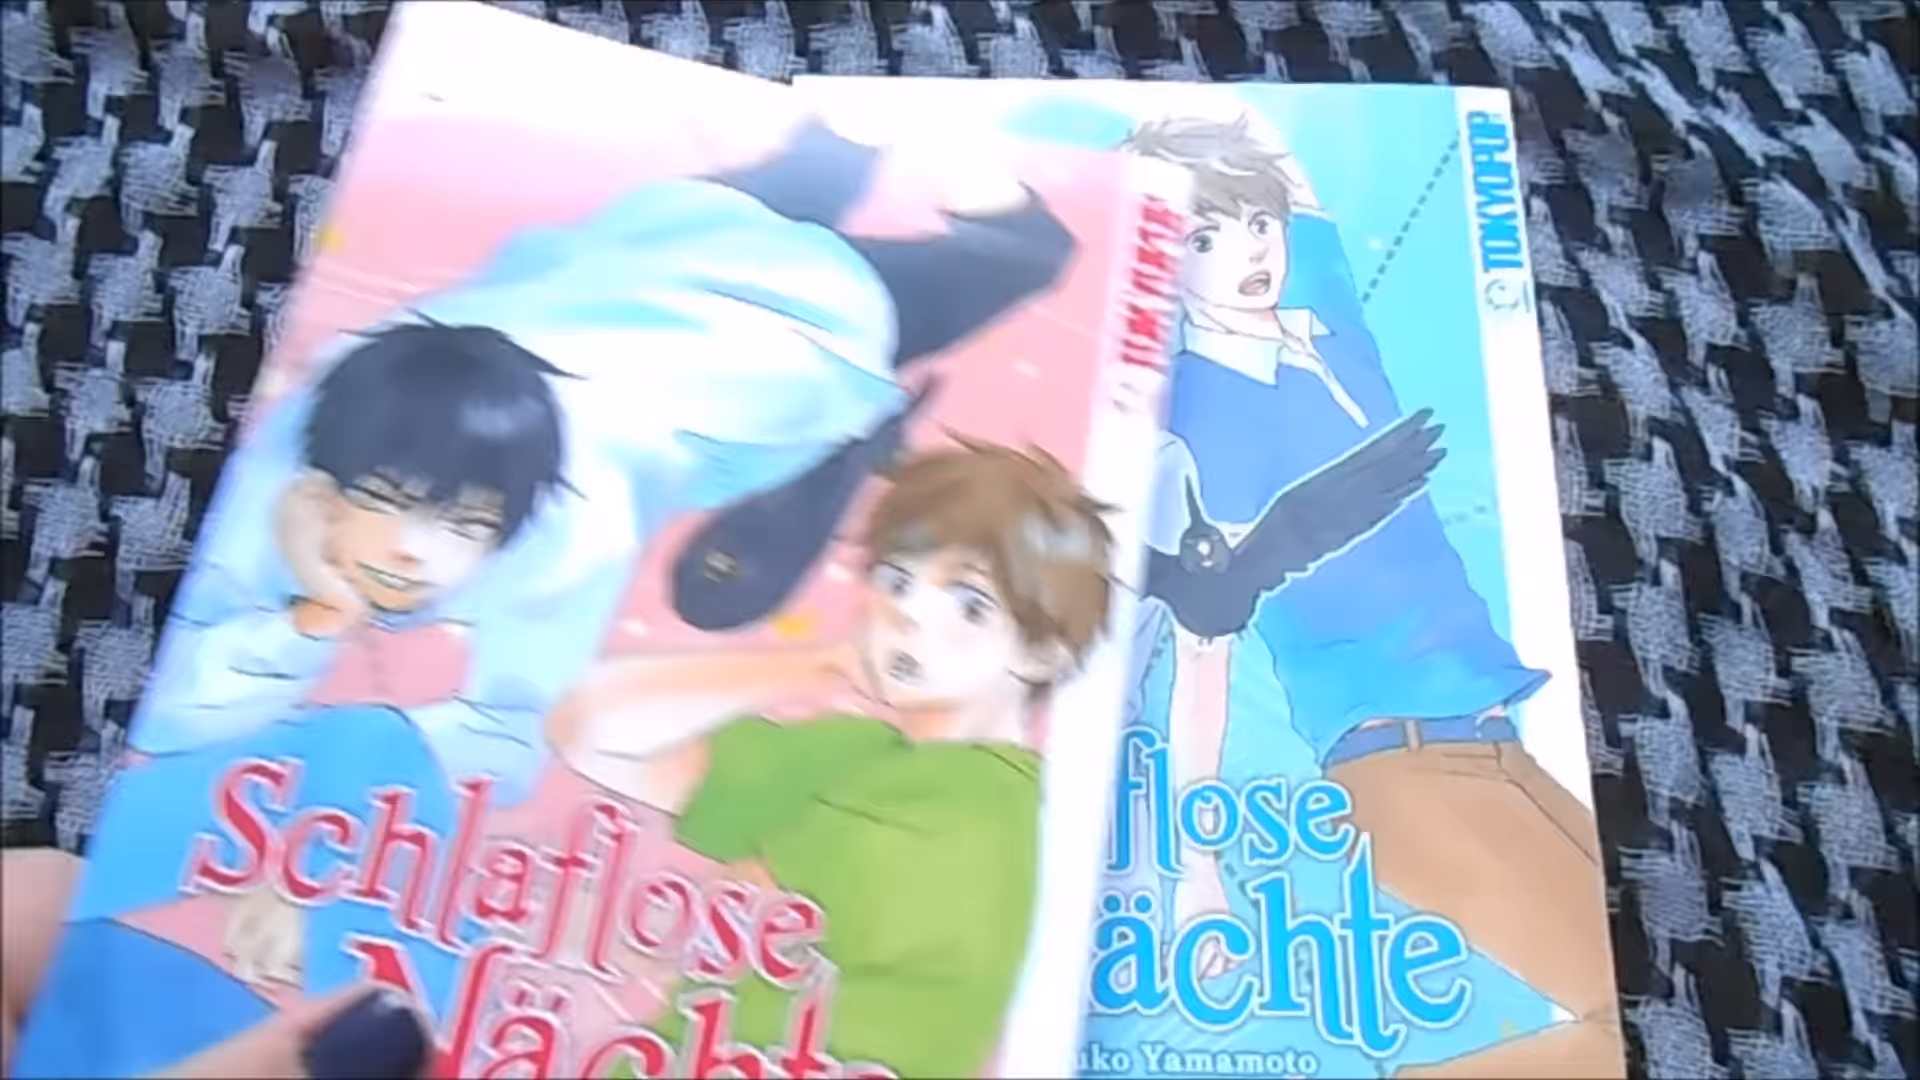 Schlaflose
Nächte
TOKYOPOP
flose
ächte
uko Yamamoto